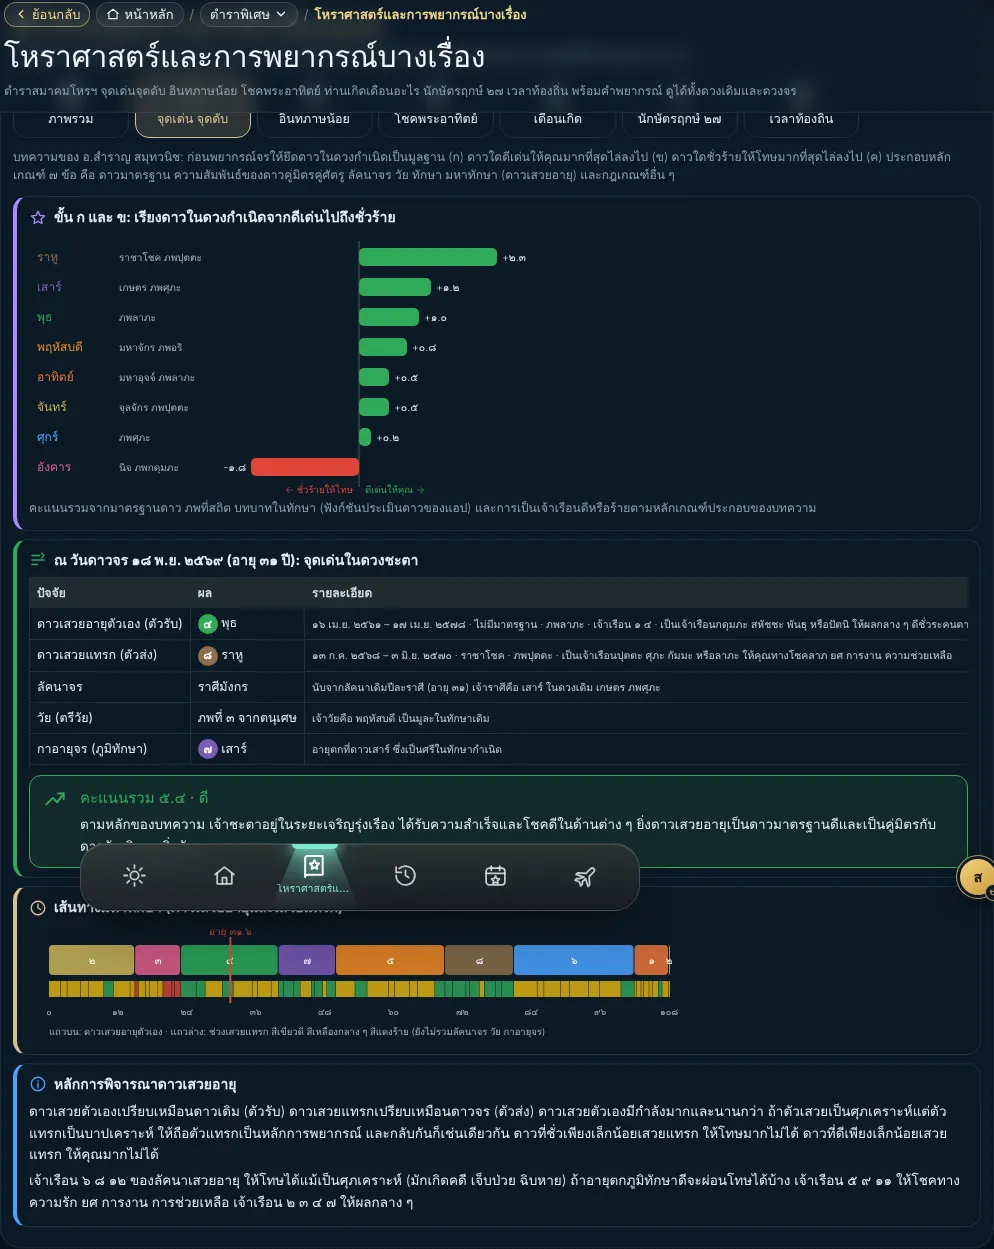 ย้อนกลับ หน้าหลัก / ตำราพิเศษ / โหราศาสตร์และการพยากรณ์บางเรื่อง
โหราศาสตร์และการพยากรณ์บางเรื่อง
ตำราสมาคมโหรฯ จุดเด่นจุดดับ อินทภาษน้อย โชคพระอาทิตย์ ท่านเกิดเดือนอะไร นักษัตรฤกษ์ ๒๗ เวลาท้องถิ่น พร้อมคำพยากรณ์ ดูได้ทั้งดวงเดิมและดวงจร
ภาพรวม จุดเด่น จุดดับ อินทภาษน้อย โชคพระอาทิตย์ เดือนเกิด นักษัตรฤกษ์ ๒๗ เวลาท้องถิ่น
บทความของ อ.สำราญ สมุทวนิช: ก่อนพยากรณ์จรให้ยึดดาวในดวงกำเนิดเป็นมูลฐาน (ก) ดาวใดดีเด่นให้คุณมากที่สุดไล่ลงไป (ข) ดาวใดชั่วร้ายให้โทษมากที่สุดไล่ลงไป (ค) ประกอบหลัก
เกณฑ์ ๗ ข้อ คือ ดาวมาตรฐาน ความสัมพันธ์ของดาวคู่มิตรคู่ศัตรู ลัคนาจร วัย ทักษา มหาทักษา (ดาวเสวยอายุ) และกฎเกณฑ์อื่น ๆ
ขั้น ก และ ข: เรียงดาวในดวงกำเนิดจากดีเด่นไปถึงชั่วร้าย
ราหู ราชาโชค ภพปุตตะ +๒.๓
เสาร์ เกษตร ภพศุภะ +๑.๒
พุธ ภพลาภะ +๑.๐
พฤหัสบดี มหาจักร ภพอริ +๐.๘
อาทิตย์ มหาอุจจ์ ภพลาภะ +๐.๕
จันทร์ จุลจักร ภพปุตตะ +๐.๕
ศุกร์ ภพศุภะ +๐.๒
อังคาร นิจ ภพกดุมภะ -๑.๘
← ชั่วร้ายให้โทษ ดีเด่นให้คุณ →
คะแนนรวมจากมาตรฐานดาว ภพที่สถิต บทบาทในทักษา (ฟังก์ชันประเมินดาวของแอป) และการเป็นเจ้าเรือนดีหรือร้ายตามหลักเกณฑ์ประกอบของบทความ
ณ วันดาวจร ๑๘ พ.ย. ๒๕๖๙ (อายุ ๓๑ ปี): จุดเด่นในดวงชะตา
ปัจจัย ผล รายละเอียด
ดาวเสวยอายุตัวเอง (ตัวรับ) ๔ พุธ ๑๖ เม.ย. ๒๕๖๑ – ๑๗ เม.ย. ๒๕๗๘ · ไม่มีมาตรฐาน · ภพลาภะ · เจ้าเรือน ๑ ๔ · เป็นเจ้าเรือนกดุมภะ สหัชชะ พันธุ หรือปัตนิ ให้ผลกลาง ๆ ดีชั่วระคนตา
ดาวเสวยแทรก (ตัวส่ง) ๘ ราหู ๑๓ ก.ค. ๒๕๖๘ – ๓ มิ.ย. ๒๕๗๐ · ราชาโชค · ภพปุตตะ · เป็นเจ้าเรือนปุตตะ ศุภะ กัมมะ หรือลาภะ ให้คุณทางโชคลาภ ยศ การงาน ความช่วยเหลือ
ลัคนาจร ราศีมังกร นับจากลัคนาเดิมปีละราศี (อายุ ๓๑) เจ้าราศีคือ เสาร์ ในดวงเดิม เกษตร ภพศุภะ
วัย (ตรีวัย) ภพที่ ๓ จากตนุเศษ เจ้าวัยคือ พฤหัสบดี เป็นมูละในทักษาเดิม
กาอายุจร (ภูมิทักษา) ๗ เสาร์ อายุตกที่ดาวเสาร์ ซึ่งเป็นศรีในทักษากำเนิด
คะแนนรวม ๕.๔ · ดี
ตามหลักของบทความ เจ้าชะตาอยู่ในระยะเจริญรุ่งเรือง ได้รับความสำเร็จและโชคดีในด้านต่าง ๆ ยิ่งดาวเสวยอายุเป็นดาวมาตรฐานดีและเป็นคู่มิตรกับ
โหราศาสตร์แ...
ส
เส้นทาง
อายุ ๓๑.๖
๒ ๓ ๔ ๗ ๕ ๘ ๖ ๑ ๒
๐ ๑๒ ๒๔ ๓๖ ๔๘ ๖๐ ๗๒ ๘๔ ๙๖ ๑๐๘
แถวบน: ดาวเสวยอายุตัวเอง · แถวล่าง: ช่วงเสวยแทรก สีเขียวดี สีเหลืองกลาง ๆ สีแดงร้าย (ยังไม่รวมลัคนาจร วัย กาอายุจร)
หลักการพิจารณาดาวเสวยอายุ
ดาวเสวยตัวเองเปรียบเหมือนดาวเดิม (ตัวรับ) ดาวเสวยแทรกเปรียบเหมือนดาวจร (ตัวส่ง) ดาวเสวยตัวเองมีกำลังมากและนานกว่า ถ้าตัวเสวยเป็นศุภเคราะห์แต่ตัว
แทรกเป็นบาปเคราะห์ ให้ถือตัวแทรกเป็นหลักการพยากรณ์ และกลับกันก็เช่นเดียวกัน ดาวที่ชั่วเพียงเล็กน้อยเสวยแทรก ให้โทษมากไม่ได้ ดาวที่ดีเพียงเล็กน้อยเสวย
แทรก ให้คุณมากไม่ได้
เจ้าเรือน ๖ ๘ ๑๒ ของลัคนาเสวยอายุ ให้โทษได้แม้เป็นศุภเคราะห์ (มักเกิดคดี เจ็บป่วย ฉิบหาย) ถ้าอายุตกภูมิทักษาดีจะผ่อนโทษได้บ้าง เจ้าเรือน ๕ ๙ ๑๑ ให้โชคทาง
ความรัก ยศ การงาน การช่วยเหลือ เจ้าเรือน ๒ ๓ ๔ ๗ ให้ผลกลาง ๆ